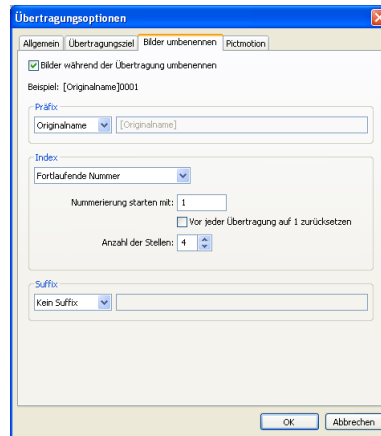 Übertragungsoptionen
Allgemein Übertragungsziel Bilder umbenennen Pictmotion
Bilder während der Übertragung umbenennen
Beispiel: [Originalname]0001
Präfix
Originalname [Originalname]
Index
Fortlaufende Nummer
Nummerierung starten mit: 1
Vor jeder Übertragung auf 1 zurücksetzen
Anzahl der Stellen: 4
Suffix
Kein Suffix
OK Abbrechen